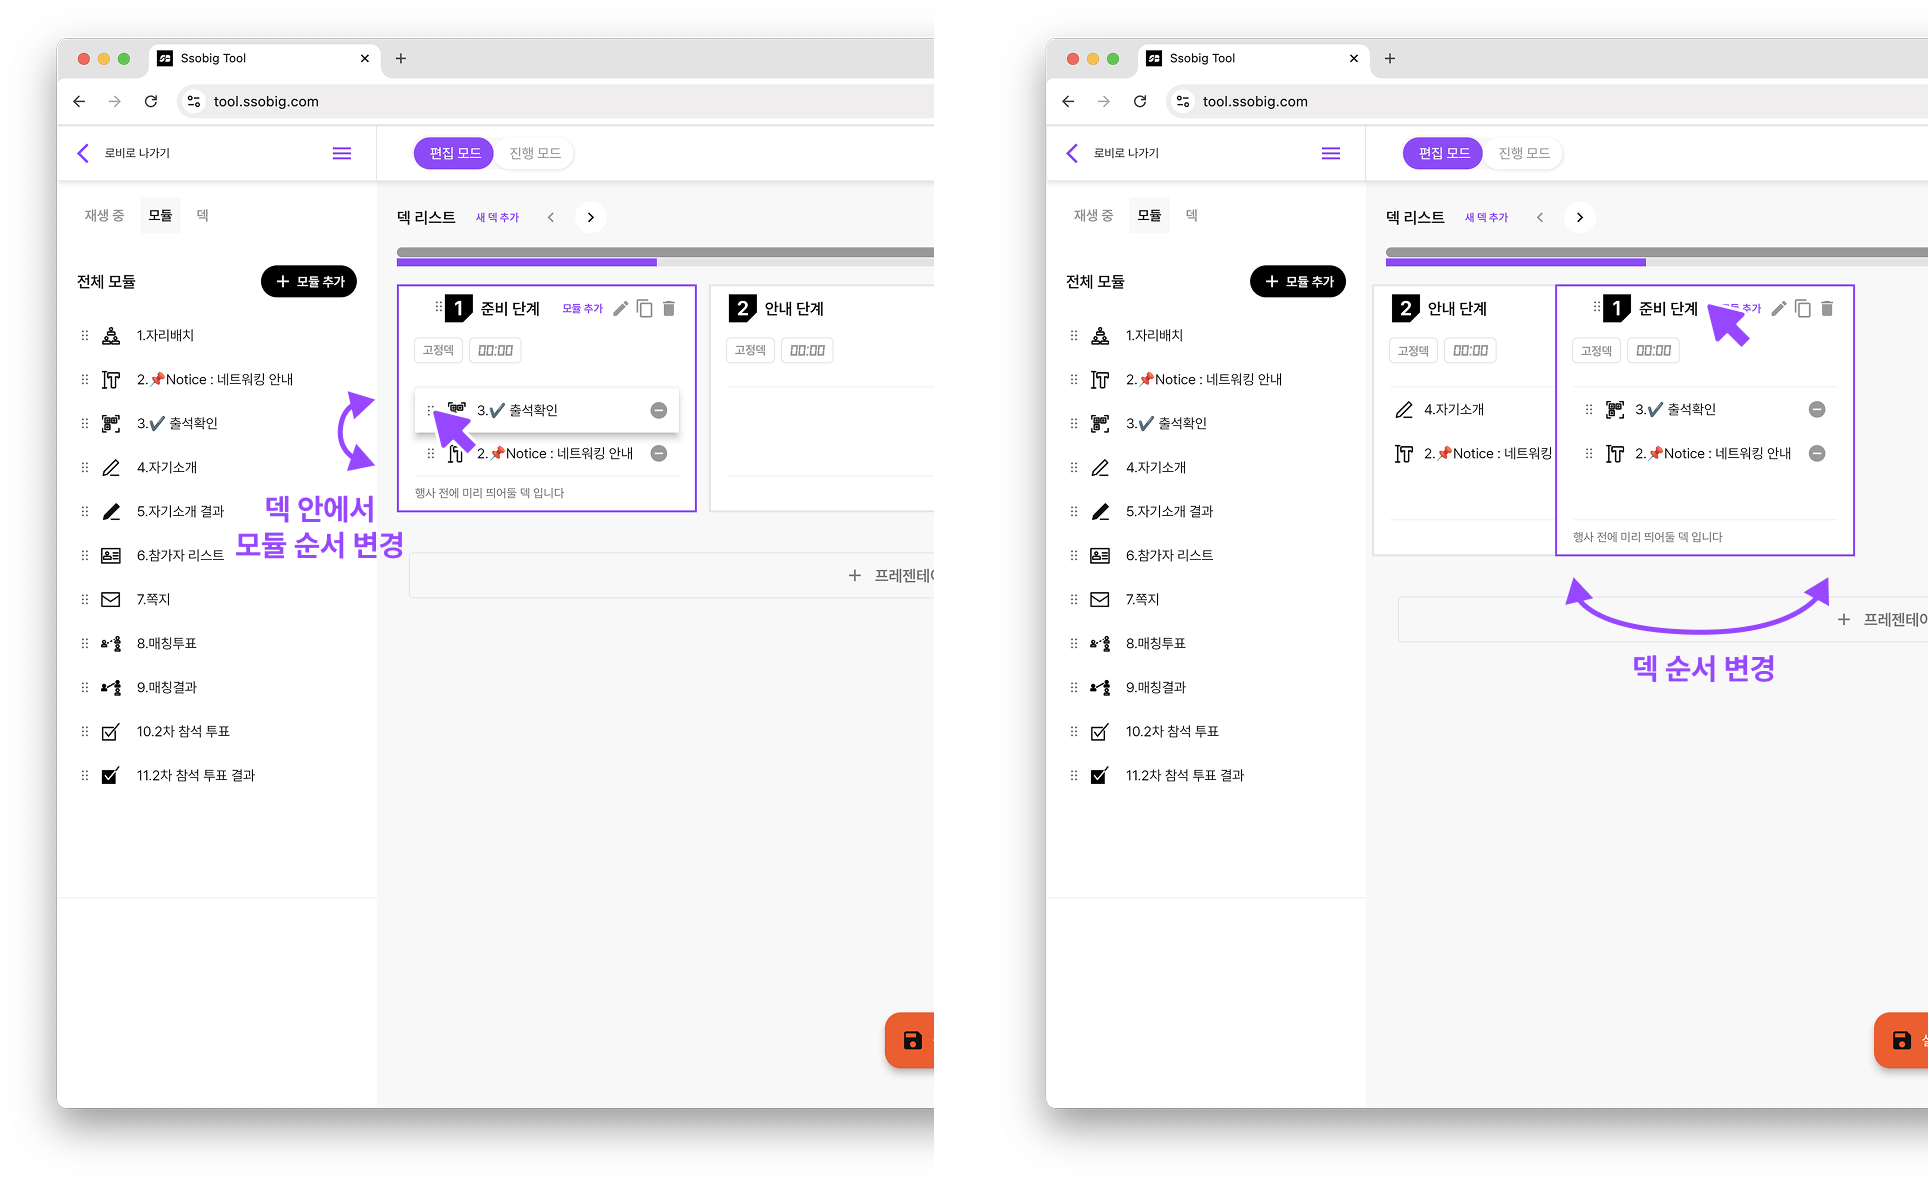 Ssobig Tool
tool.ssobig.com
로비로 나가기
편집 모드
진행 모드
재생 중
모듈
덱
덱 리스트
새 덱 추가
전체 모듈
모듈 추가
1.자리배치
2.📌Notice : 네트워킹 안내
3.✔️ 출석확인
4.자기소개
5.자기소개 결과
6.참가자 리스트
7.쪽지
8.매칭투표
9.매칭결과
10.2차 참석 투표
11.2차 참석 투표 결과
1 준비 단계
모듈 추가
고정덱
00:00
3.✔️ 출석확인
2.📌Notice : 네트워킹 안내
행사 전에 미리 띄어둘 덱 입니다
2 안내 단계
고정덱
00:00
덱 안에서
모듈 순서 변경
Ssobig Tool
tool.ssobig.com
로비로 나가기
편집 모드
진행 모드
재생 중
모듈
덱
덱 리스트
새 덱 추가
전체 모듈
모듈 추가
1.자리배치
2.📌Notice : 네트워킹 안내
3.✔️ 출석확인
4.자기소개
5.자기소개 결과
6.참가자 리스트
7.쪽지
8.매칭투표
9.매칭결과
10.2차 참석 투표
11.2차 참석 투표 결과
2 안내 단계
고정덱
00:00
4.자기소개
2.📌Notice : 네트워킹
1 준비 단계
추가
고정덱
00:00
3.✔️ 출석확인
2.📌Notice : 네트워킹 안내
행사 전에 미리 띄어둘 덱 입니다
덱 순서 변경